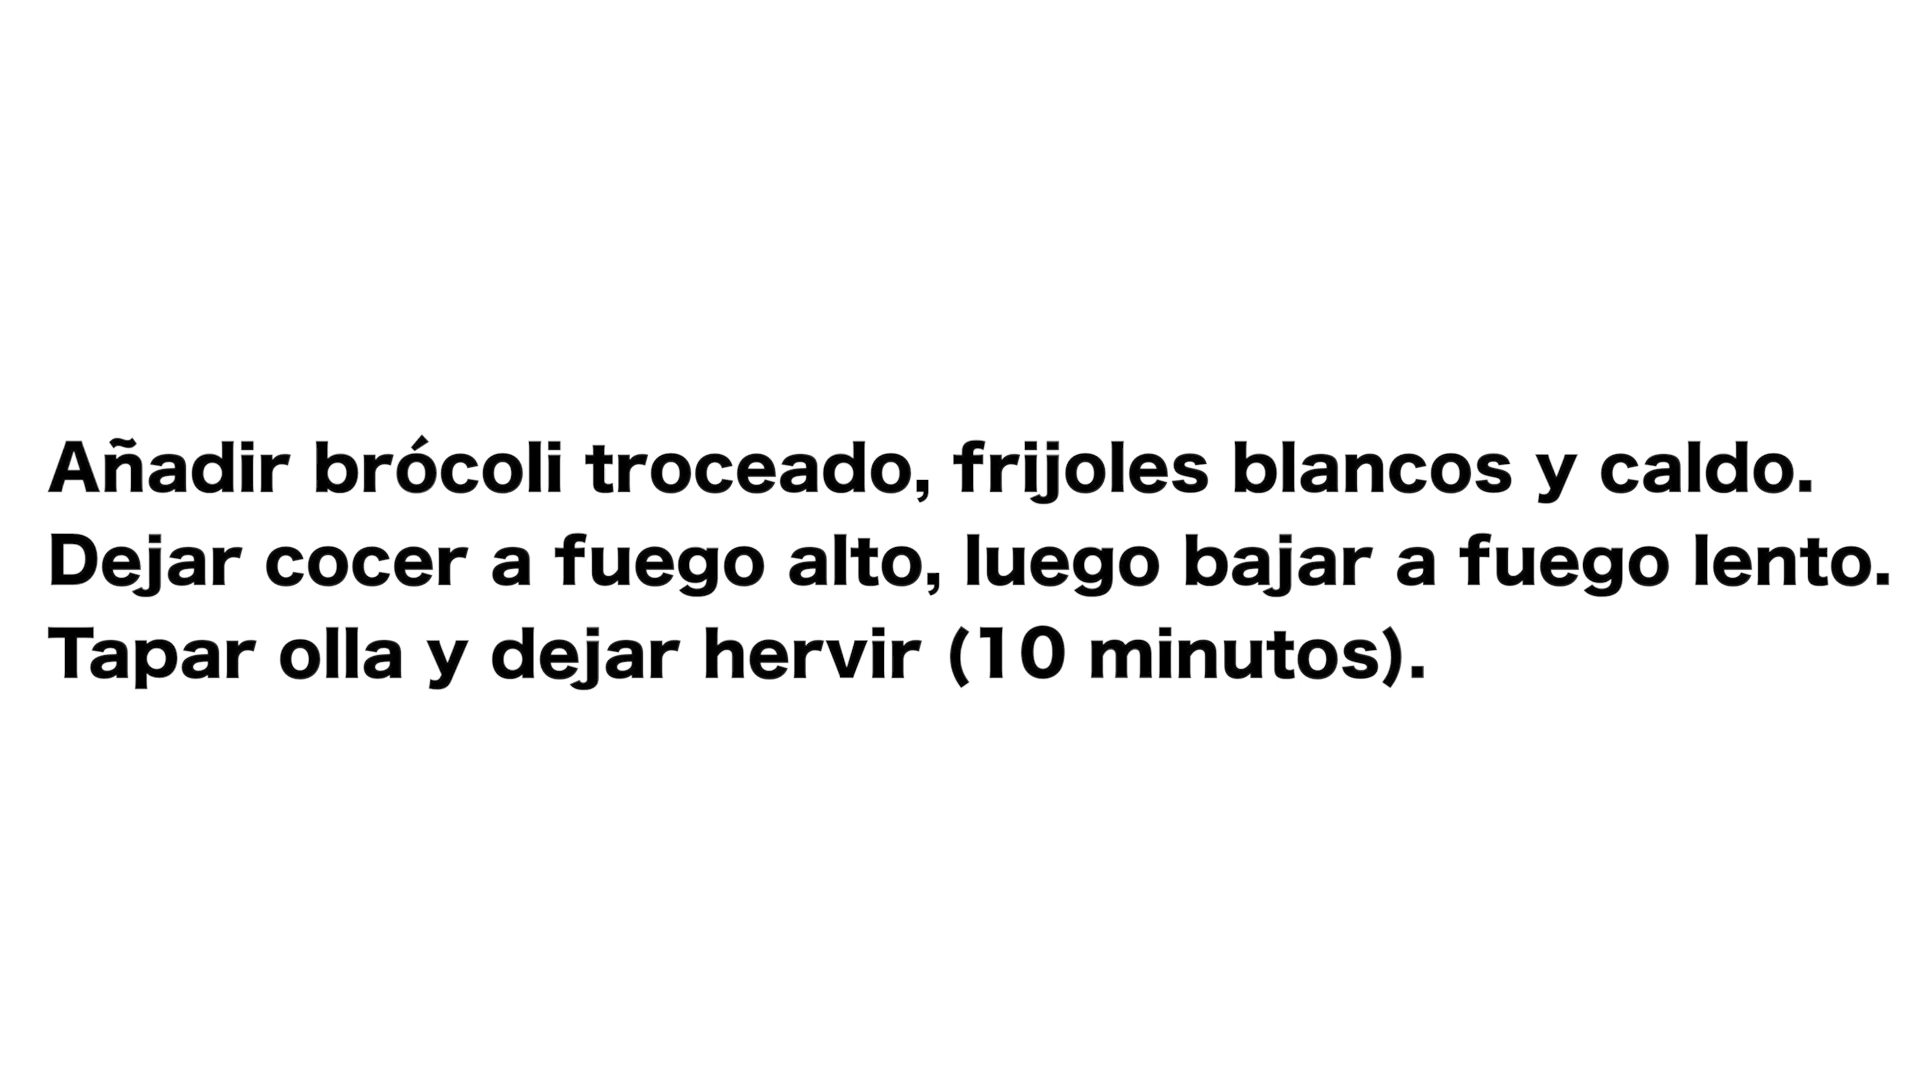 Añadir brócoli troceado, frijoles blancos y caldo.
Dejar cocer a fuego alto, luego bajar a fuego lento.
Tapar olla y dejar hervir (10 minutos).